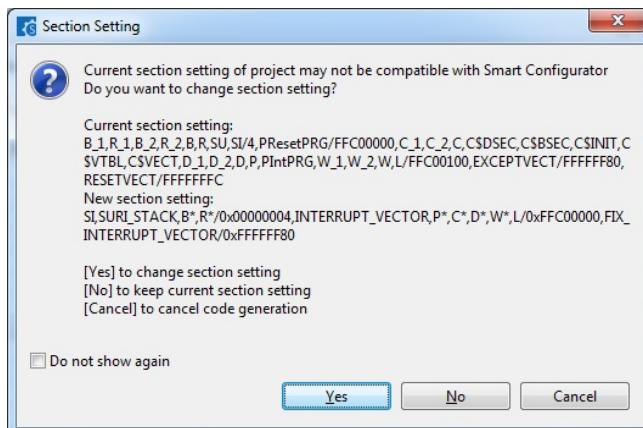 Section Setting
Current section setting of project may not be compatible with Smart Configurator
Do you want to change section setting?
Current section setting:
B_1,R_1,B_2,R_2,B,R,SU,SI/4,PResetPRG/FFC00000,C_1,C_2,C,C$DSEC,C$BSEC,C$INIT,C
$VTBL,C$VECT,D_1,D_2,D,P,PIntPRG,W_1,W_2,W,L/FFC00100,EXCEPTVECT/FFFFFF80,
RESETVECT/FFFFFFFC
New section setting:
SI,SURI_STACK,B*,R*/0x00000004,INTERRUPT_VECTOR,P*,C*,D*,W*,L/0xFFC00000,FIX_
INTERRUPT_VECTOR/0xFFFFFF80
[Yes] to change section setting
[No] to keep current section setting
[Cancel] to cancel code generation
Do not show again
Yes No Cancel